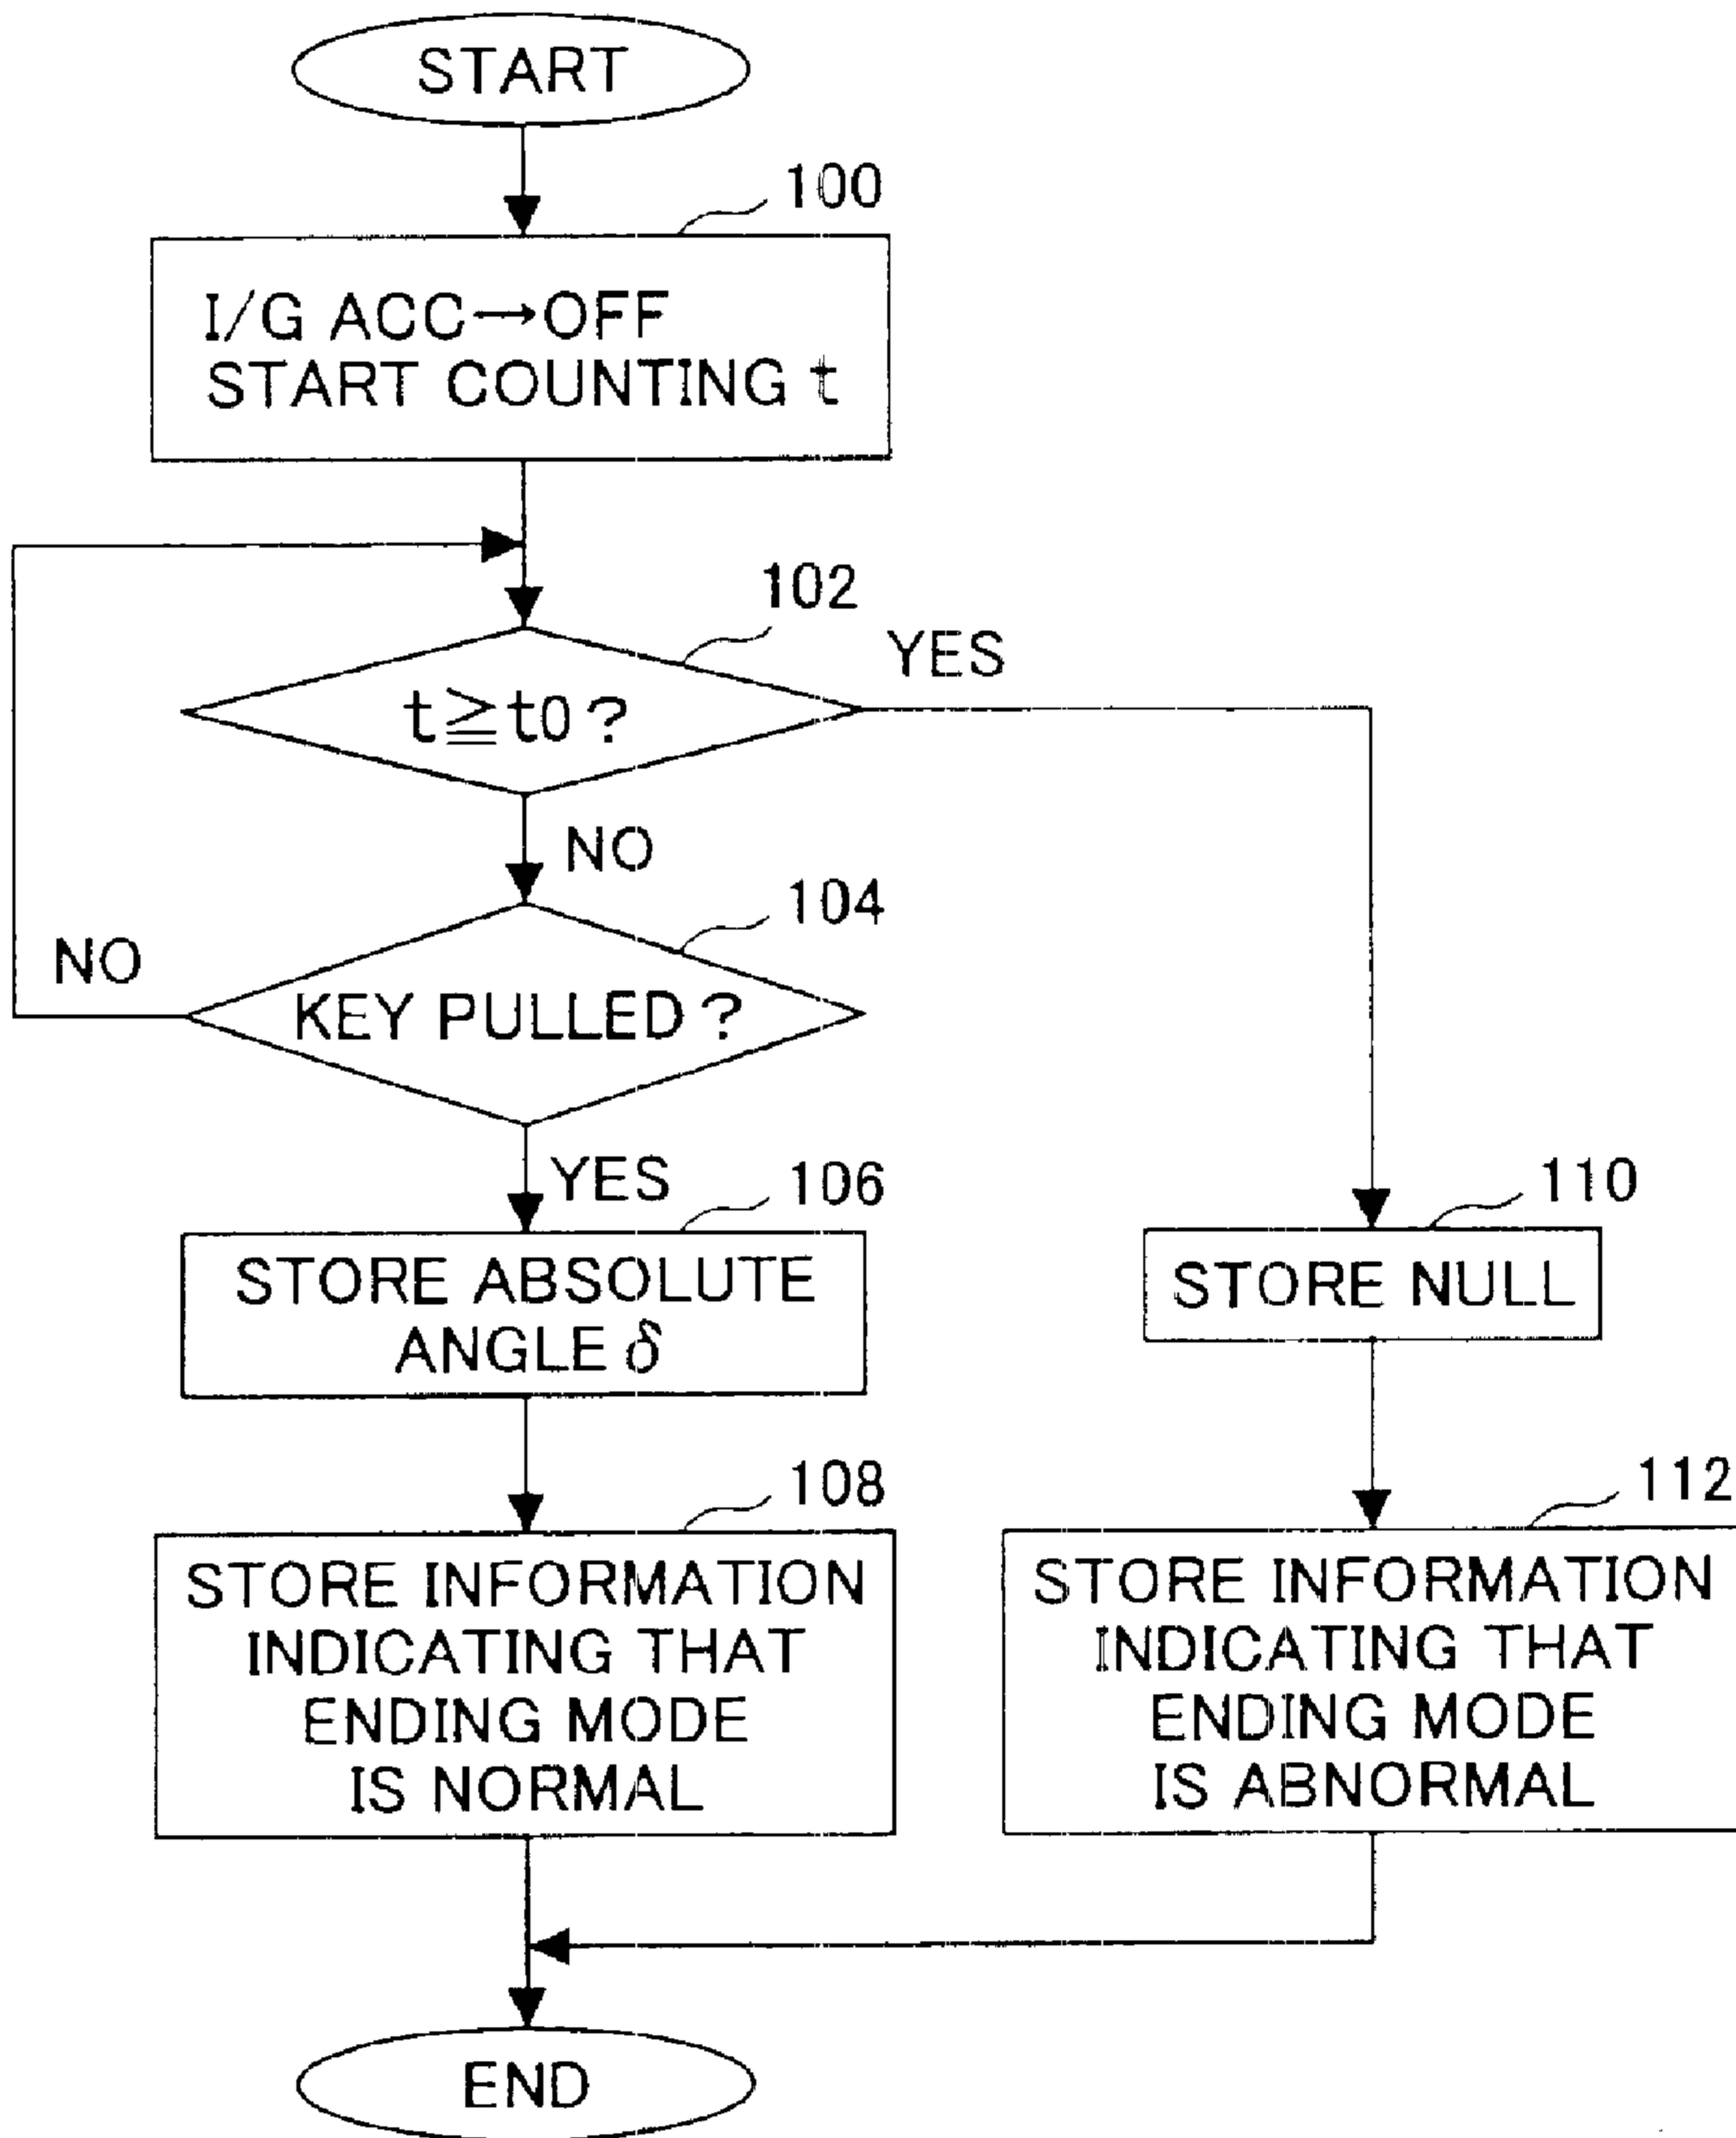 START
100
I/G ACC→OFF
START COUNTING t
102
YES
t≧t0?
NO
104
NO
KEY PULLED?
YES
106
110
STORE ABSOLUTE
ANGLE δ
STORE NULL
108
112
STORE INFORMATION
INDICATING THAT
ENDING MODE
IS NORMAL
STORE INFORMATION
INDICATING THAT
ENDING MODE
IS ABNORMAL
END